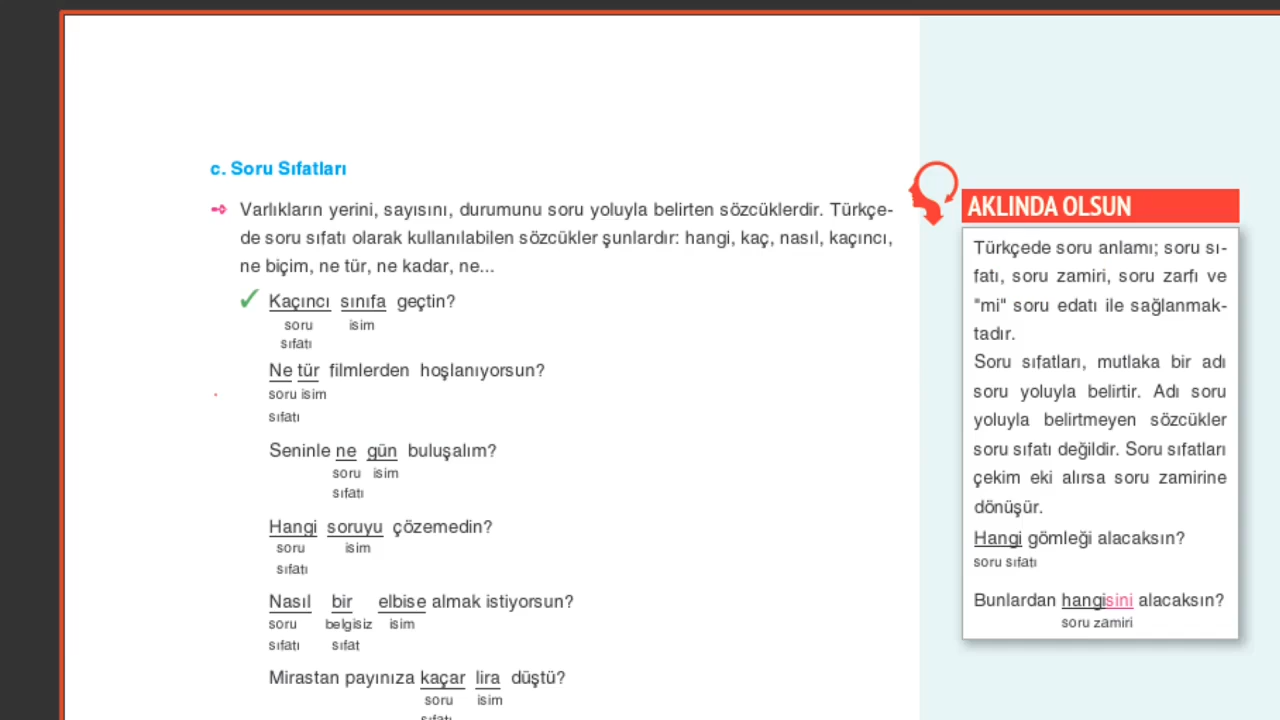 c. Soru Sıfatları
Varlıkların yerini, sayısını, durumunu soru yoluyla belirten sözcüklerdir. Türkçe-
de soru sıfatı olarak kullanılabilen sözcükler şunlardır: hangi, kaç, nasıl, kaçıncı,
ne biçim, ne tür, ne kadar, ne...
✓ Kaçıncı sınıfa geçtin?
soru isim
sıfatı
Ne tür filmlerden hoşlanıyorsun?
soru isim
sıfatı
Seninle ne gün buluşalım?
soru isim
sıfatı
Hangi soruyu çözemedin?
soru isim
sıfatı
Nasıl bir elbise almak istiyorsun?
soru belgisiz isim
sıfatı sıfat
Mirastan payınıza kaçar lira düştü?
soru isim
sıfatı
AKLINDA OLSUN
Türkçede soru anlamı; soru sı-
fatı, soru zamiri, soru zarfı ve
"mi" soru edatı ile sağlanmak-
tadır.
Soru sıfatları, mutlaka bir adı
soru yoluyla belirtir. Adı soru
yoluyla belirtmeyen sözcükler
soru sıfatı değildir. Soru sıfatları
çekim eki alırsa soru zamirine
dönüşür.
Hangi gömleği alacaksın?
soru sıfatı
Bunlardan hangisini alacaksın?
soru zamiri